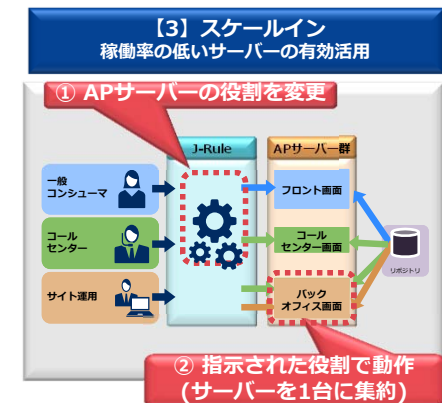 【3】スケールイン
稼働率の低いサーバーの有効活用
① APサーバーの役割を変更
J-Rule
APサーバー群
一般
コンシューマ
フロント画面
コール
センター
コール
センター画面
リポジトリ
サイト運用
バック
オフィス画面
② 指示された役割で動作
(サーバーを1台に集約)